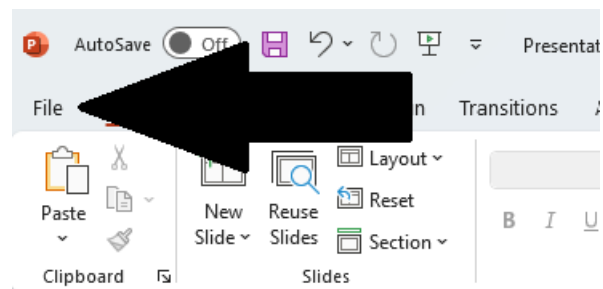 P AutoSave Off Presentat
File n Transitions
Layout
Reset
Paste New Reuse B I U
Slide Slides Section
Clipboard Slides